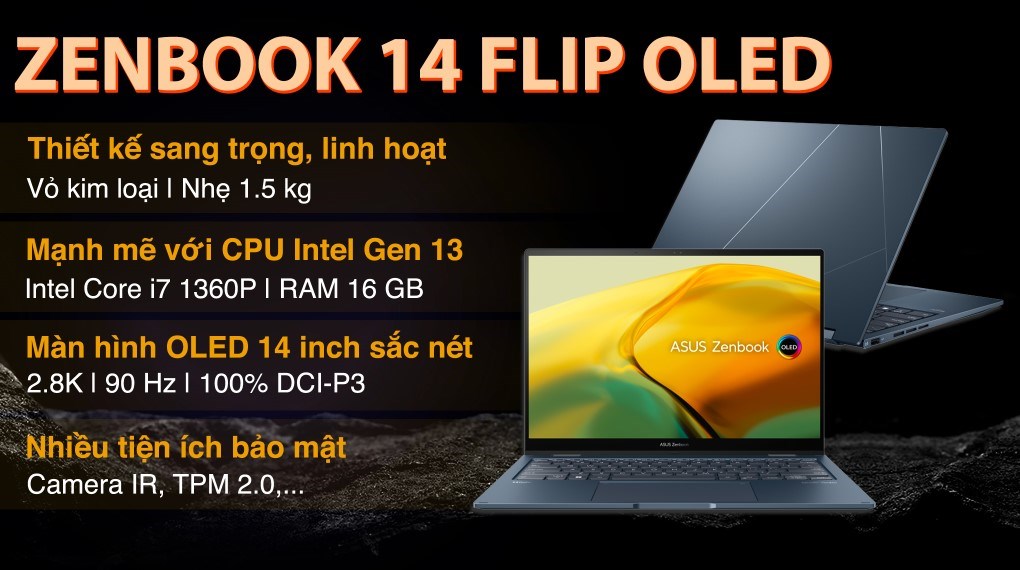 ZENBOOK 14 FLIP OLED
Thiết kế sang trọng, linh hoạt
Vỏ kim loại | Nhẹ 1.5 kg
Mạnh mẽ với CPU Intel Gen 13
Intel Core i7 1360P | RAM 16 GB
Màn hình OLED 14 inch sắc nét
2.8K | 90 Hz | 100% DCI-P3
Nhiều tiện ích bảo mật
Camera IR, TPM 2.0,...
ASUS Zenbook OLED
ASUS Zenbook